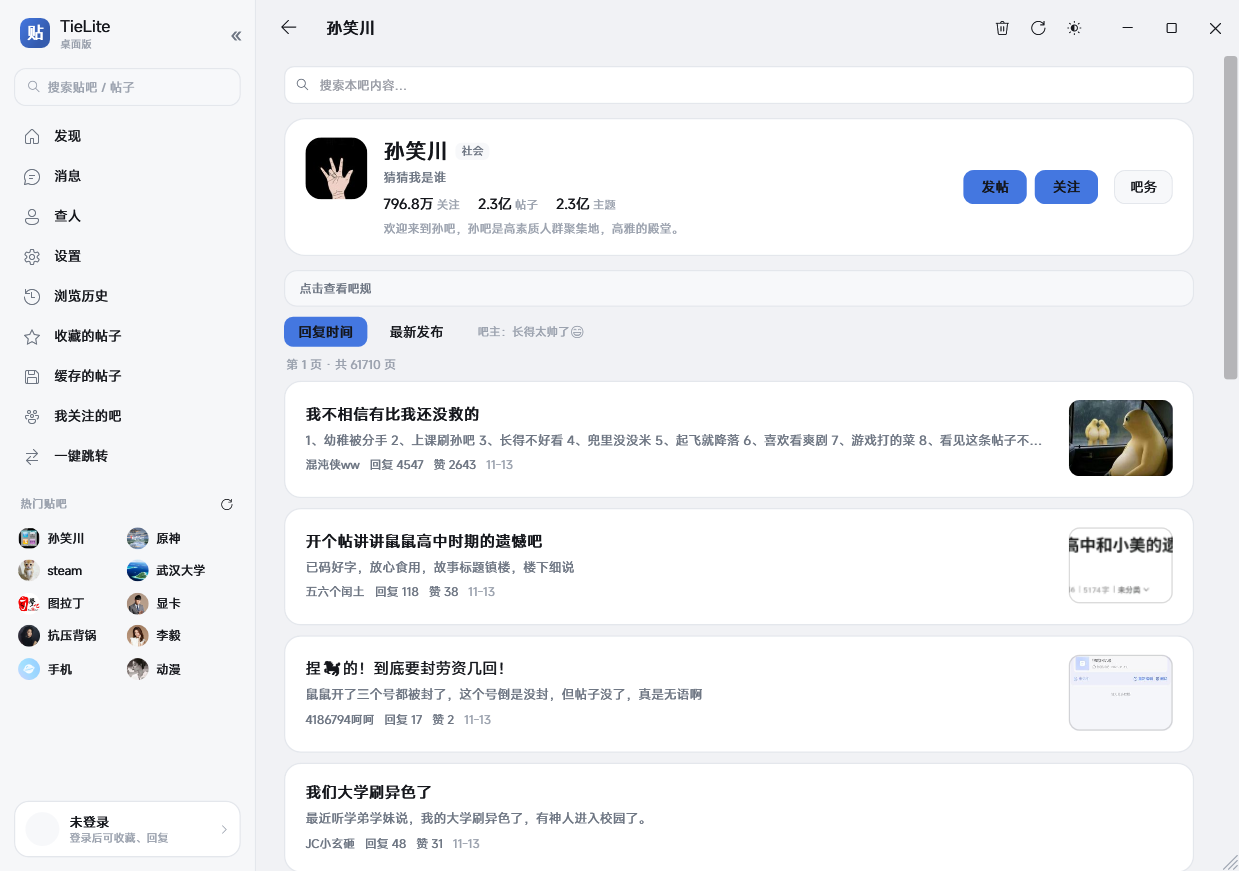 贴
TieLite
桌面版
«
搜索贴吧 / 帖子
发现
消息
查人
设置
浏览历史
收藏的帖子
缓存的帖子
我关注的吧
一键跳转
热门贴吧
孙笑川
原神
steam
武汉大学
图拉丁
显卡
抗压背锅
李毅
手机
动漫
未登录
登录后可收藏、回复
孙笑川
搜索本吧内容...
孙笑川 社会
猜猜我是谁
796.8万 关注 2.3亿 帖子 2.3亿 主题
欢迎来到孙吧，孙吧是高素质人群聚集地，高雅的殿堂。
发帖 关注 吧务
点击查看吧规
回复时间 最新发布 吧主：长得太帅了😄
第 1 页 · 共 61710 页
我不相信有比我还没救的
1、幼稚被分手 2、上课刷孙吧 3、长得不好看 4、兜里没没米 5、起飞就降落 6、喜欢看爽剧 7、游戏打的菜 8、看见这条帖子不...
混沌侠ww 回复 4547 赞 2643 11-13
开个帖讲讲鼠鼠高中时期的遗憾吧
已码好字，放心食用，故事标题镇楼，楼下细说
五六个闰土 回复 118 赞 38 11-13
高中和小美的遗
5174字 | 未分类
捏🐓的！到底要封劳资几回！
鼠鼠开了三个号都被封了，这个号倒是没封，但帖子没了，真是无语啊
4186794呵呵 回复 17 赞 2 11-13
我们大学刷异色了
最近听学弟学妹说，我的大学刷异色了，有神人进入校园了。
JC小玄砸 回复 48 赞 31 11-13